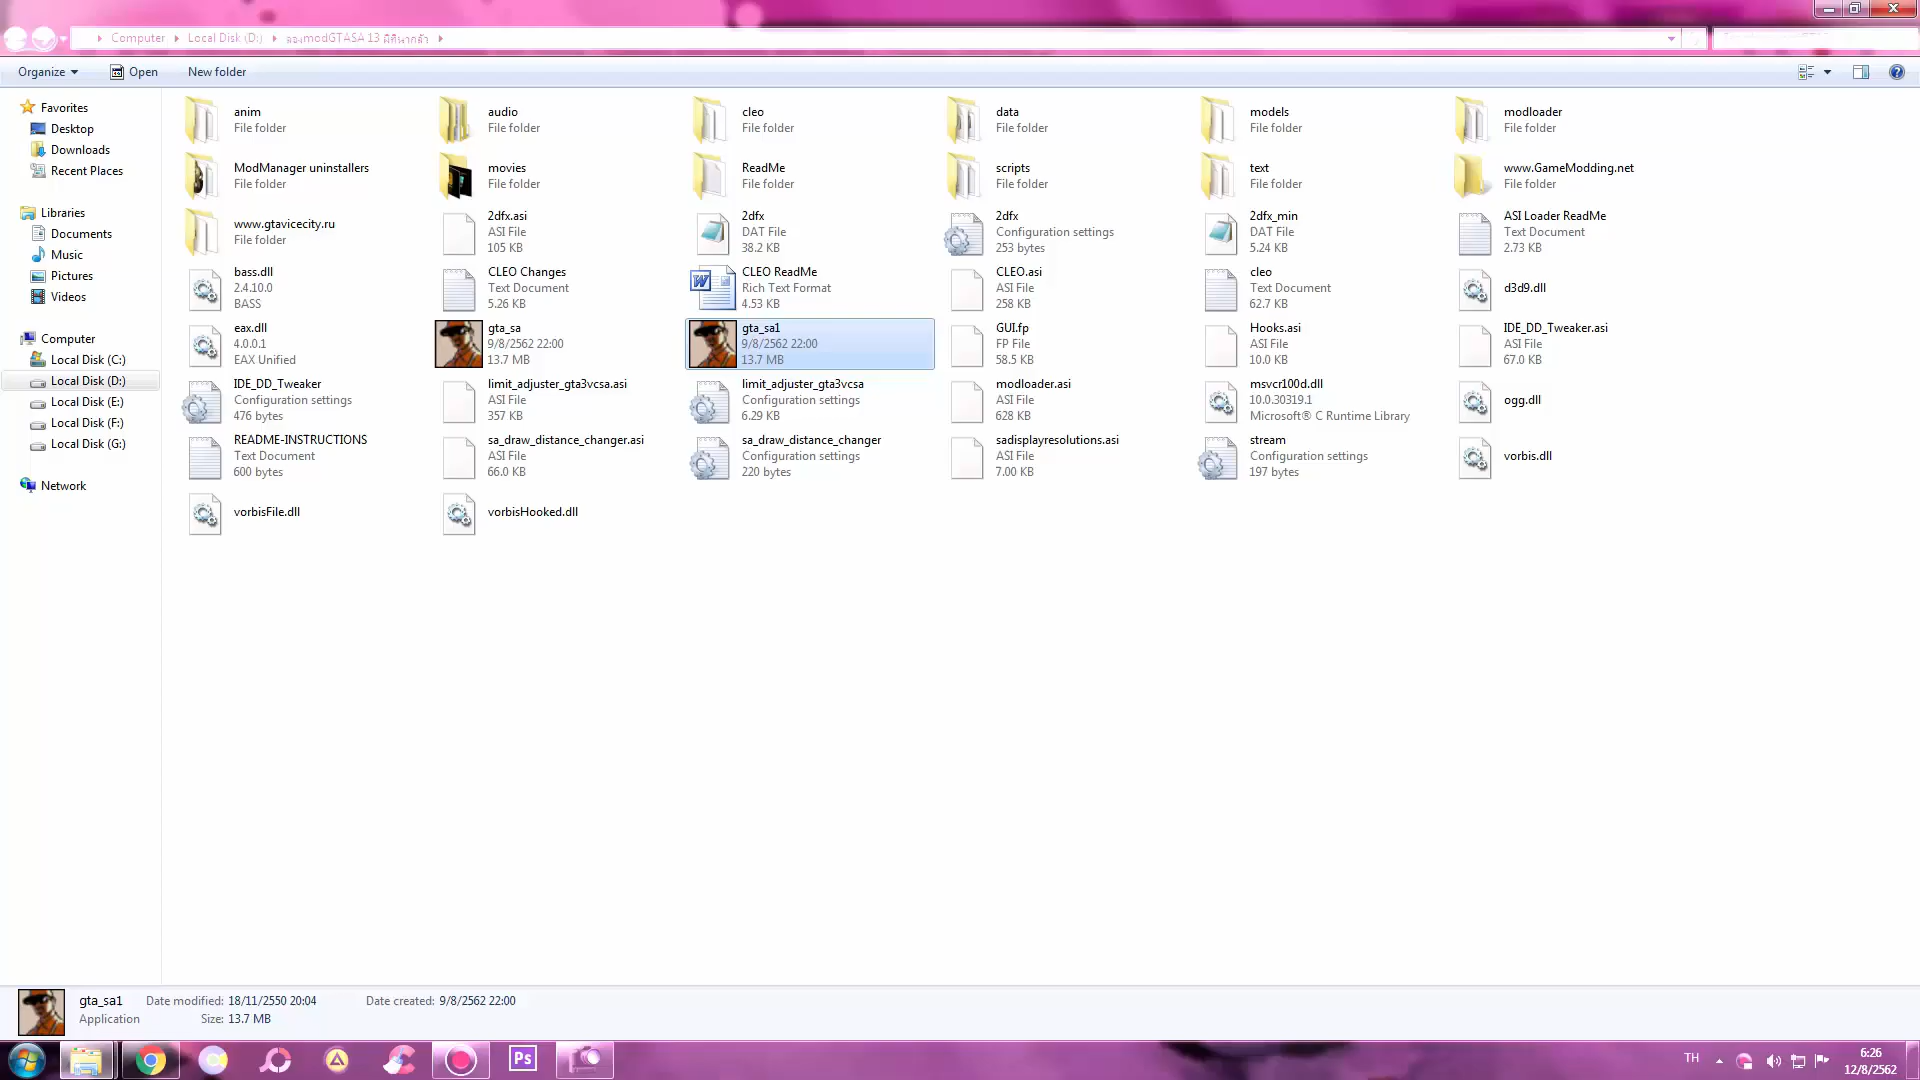 Computer Local Disk (D:) ลองmodGTASA 13
Organize Open New folder
Favorites
Desktop
Downloads
Recent Places
Libraries
Documents
Music
Pictures
Videos
Computer
Local Disk (C:)
Local Disk (D:)
Local Disk (E:)
Local Disk (F:)
Local Disk (G:)
Network
anim
File folder
audio
File folder
cleo
File folder
data
File folder
models
File folder
modloader
File folder
ModManager uninstallers
File folder
movies
File folder
ReadMe
File folder
scripts
File folder
text
File folder
www.GameModding.net
File folder
www.gtavicecity.ru
File folder
2dfx.asi
ASI File
105 KB
2dfx
DAT File
38.2 KB
2dfx
Configuration settings
253 bytes
2dfx_min
DAT File
5.24 KB
ASI Loader ReadMe
Text Document
2.73 KB
bass.dll
2.4.10.0
BASS
CLEO Changes
Text Document
5.26 KB
CLEO ReadMe
Rich Text Format
4.53 KB
CLEO.asi
ASI File
258 KB
cleo
Text Document
62.7 KB
d3d9.dll
eax.dll
4.0.0.1
EAX Unified
gta_sa
9/8/2562 22:00
13.7 MB
gta_sa1
9/8/2562 22:00
13.7 MB
GUI.fp
FP File
58.5 KB
Hooks.asi
ASI File
10.0 KB
IDE_DD_Tweaker.asi
ASI File
67.0 KB
IDE_DD_Tweaker
Configuration settings
476 bytes
limit_adjuster_gta3vcsa.asi
ASI File
357 KB
limit_adjuster_gta3vcsa
Configuration settings
6.29 KB
modloader.asi
ASI File
628 KB
msvcr100d.dll
10.0.30319.1
Microsoft® C Runtime Library
ogg.dll
README-INSTRUCTIONS
Text Document
600 bytes
sa_draw_distance_changer.asi
ASI File
66.0 KB
sa_draw_distance_changer
Configuration settings
220 bytes
sadisplayresolutions.asi
ASI File
7.00 KB
stream
Configuration settings
197 bytes
vorbis.dll
vorbisFile.dll
vorbisHooked.dll
gta_sa1 Date modified: 18/11/2550 20:04 Date created: 9/8/2562 22:00
Application Size: 13.7 MB
Ps
TH
6:26
12/8/2562